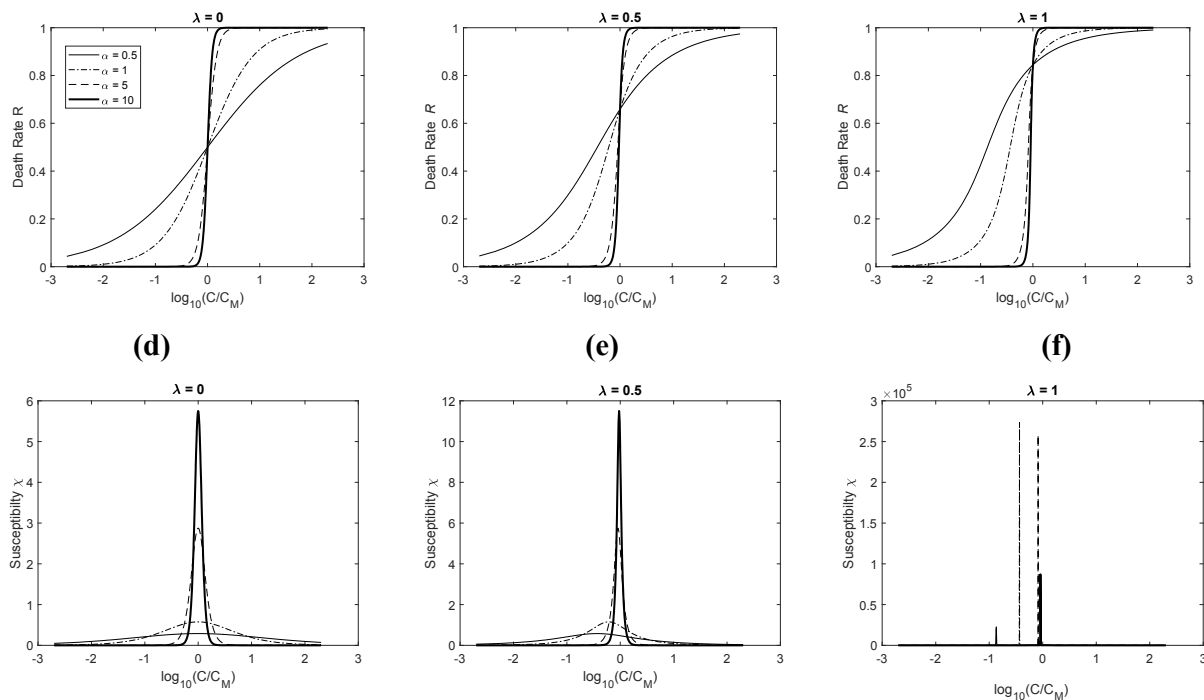 λ = 0
1
0.8
0.6
0.4
0.2
0
Death Rate R
α = 0.5
α = 1
α = 5
α = 10
-3 -2 -1 0 1 2 3
log10(C/CM)
λ = 0.5
1
0.8
0.6
0.4
0.2
0
Death Rate R
-3 -2 -1 0 1 2 3
log10(C/CM)
λ = 1
1
0.8
0.6
0.4
0.2
0
Death Rate R
-3 -2 -1 0 1 2 3
log10(C/CM)
(d)
(e)
(f)
λ = 0
6
5
4
3
2
1
0
Susceptibilty χ
-3 -2 -1 0 1 2 3
log10(C/CM)
λ = 0.5
12
10
8
6
4
2
0
Susceptibilty χ
-3 -2 -1 0 1 2 3
log10(C/CM)
×10^5
λ = 1
3
2.5
2
1.5
1
0.5
0
Susceptibilty χ
-3 -2 -1 0 1 2 3
log10(C/CM)